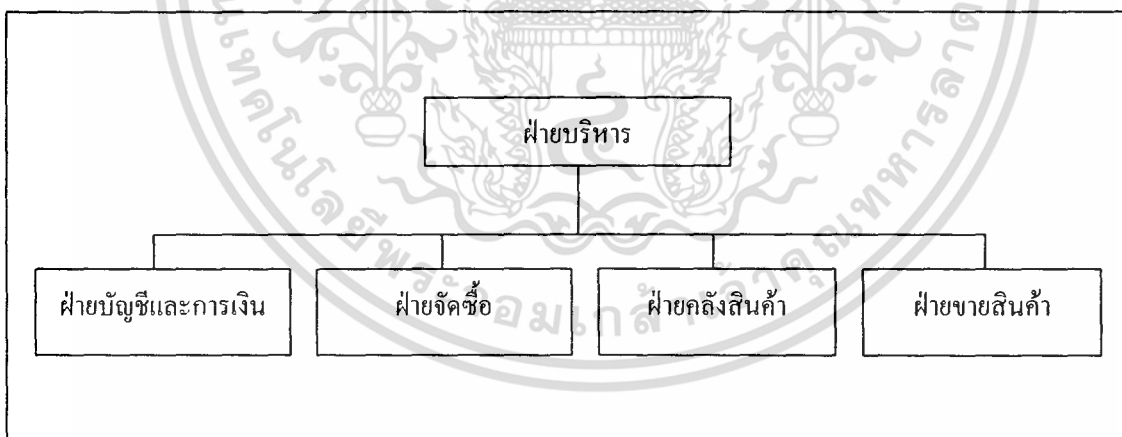 ฝ่ายบริหาร
ฝ่ายบัญชีและการเงิน
ฝ่ายจัดซื้อ
ฝ่ายคลังสินค้า
ฝ่ายขายสินค้า